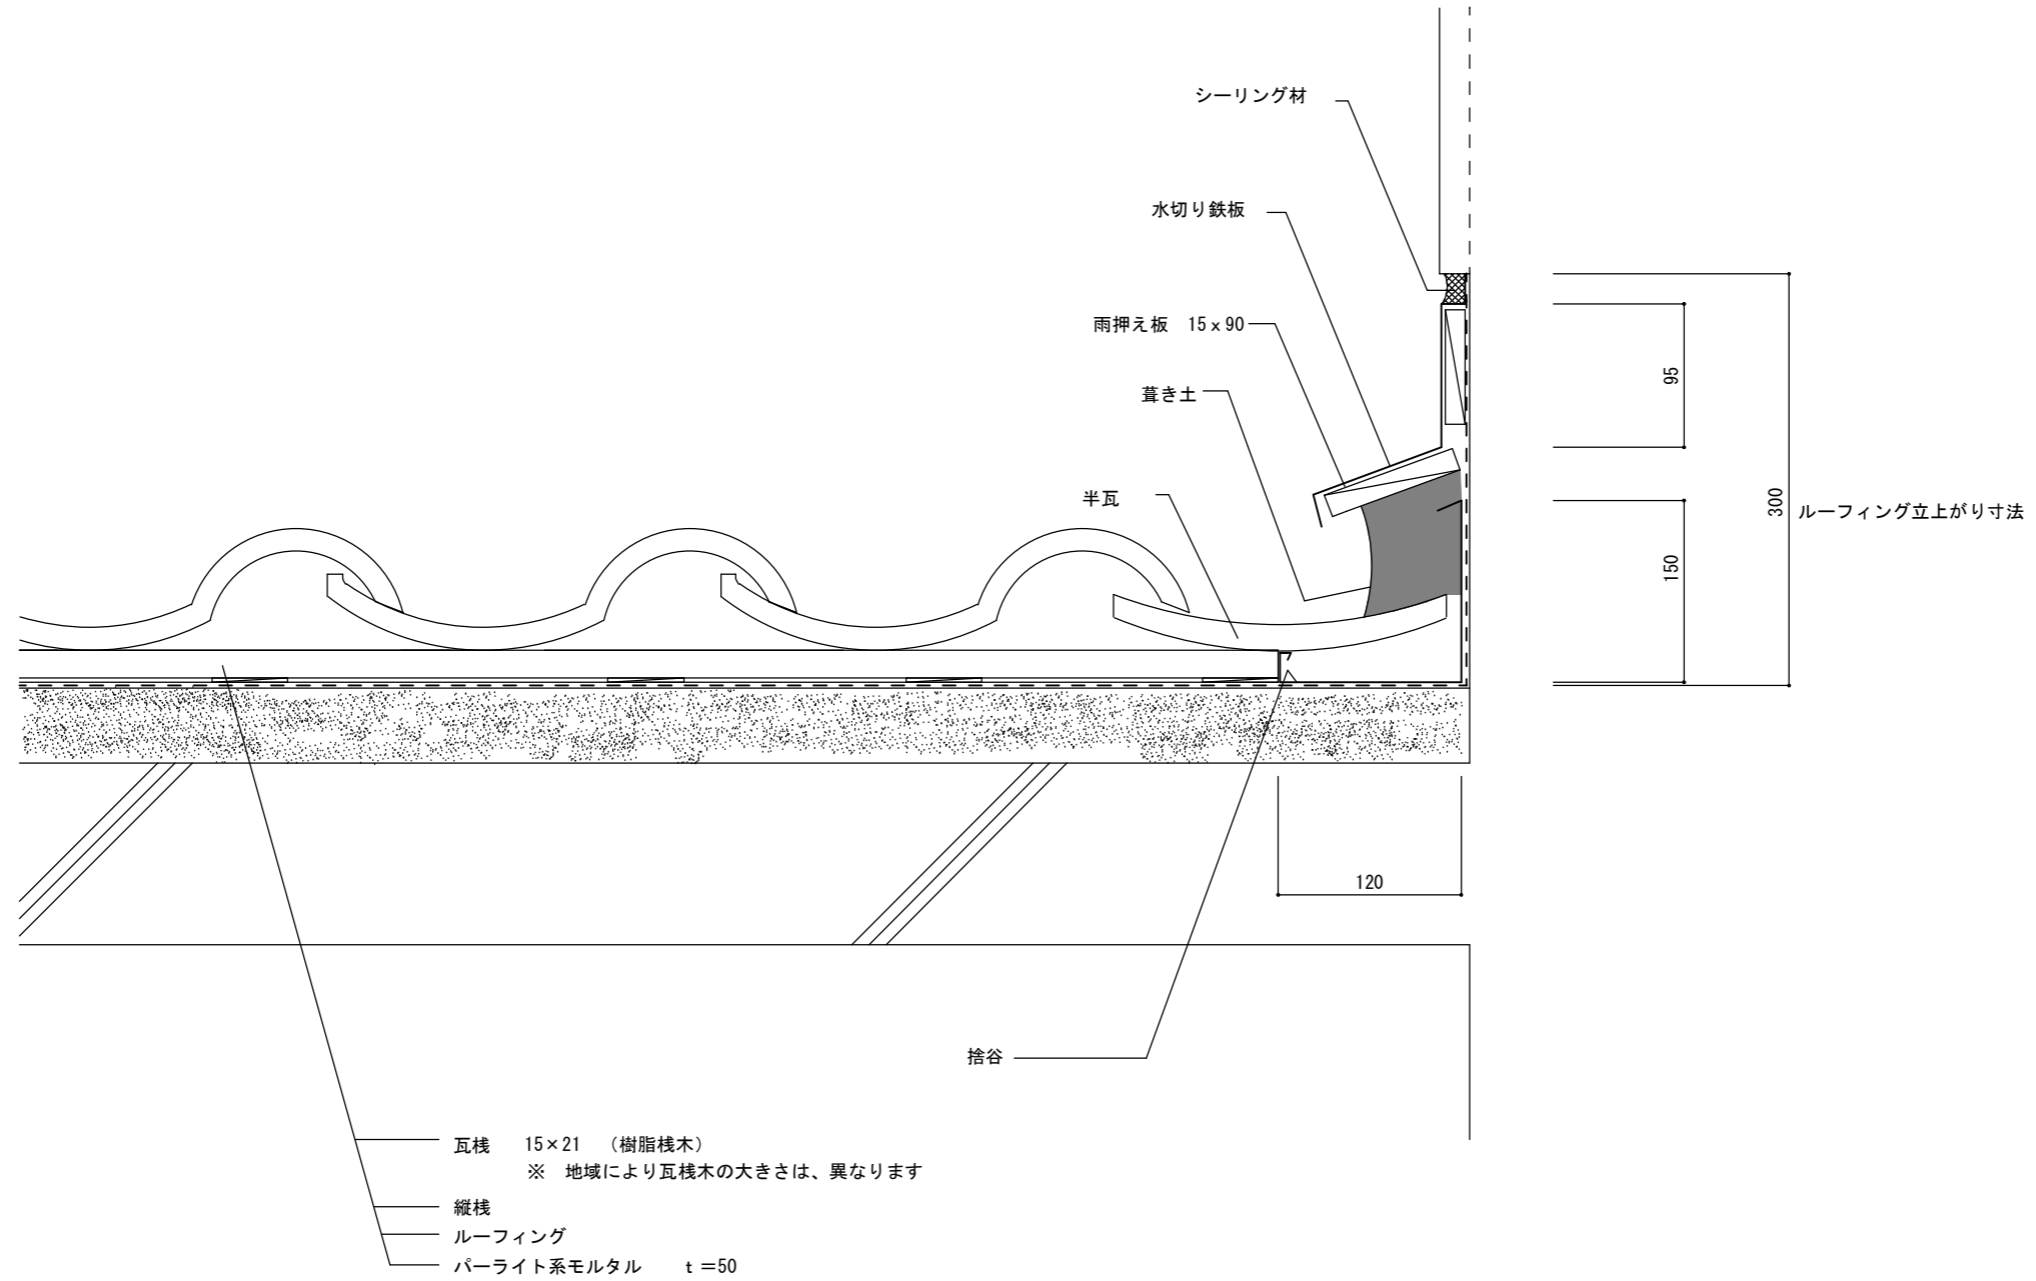 シーリング材
水切り鉄板
雨押え板　15ｘ90
葺き土
半瓦
95
300
ルーフィング立上がり寸法
150
120
捨谷
瓦桟　15×21　（樹脂桟木）
※　地域により瓦桟木の大きさは、異なります
縦桟
ルーフィング
パーライト系モルタル　ｔ＝50